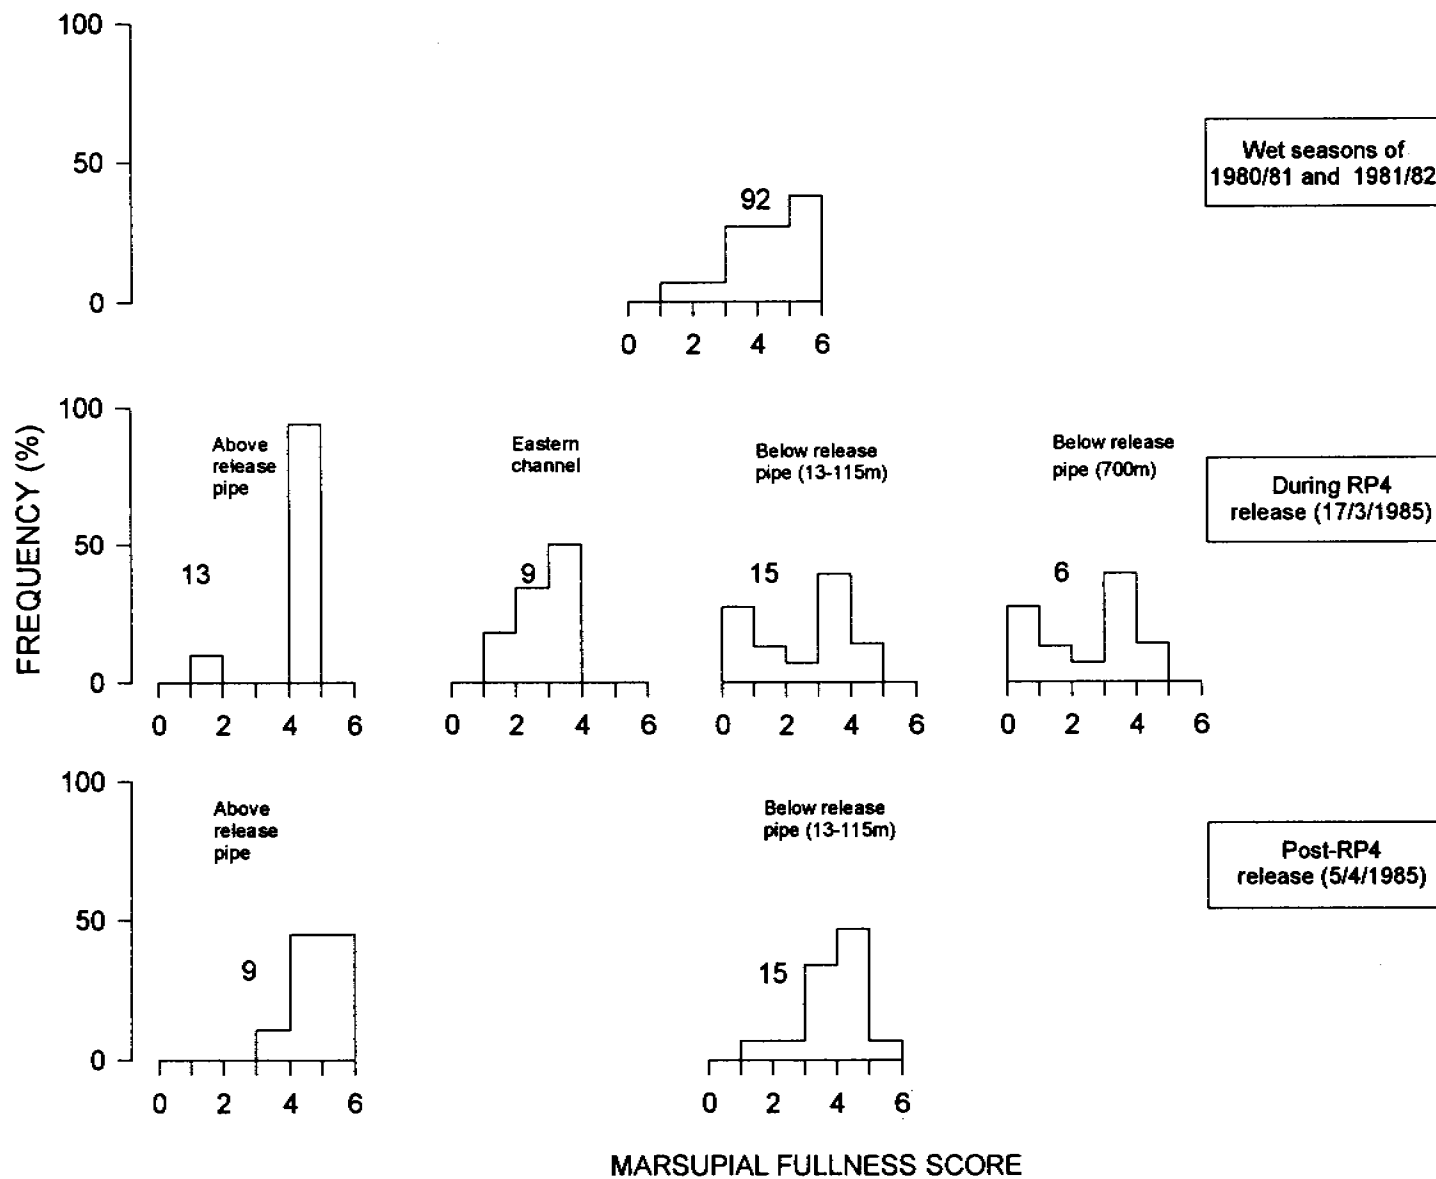 100
50
0
92
0 2 4 6
Wet seasons of
1980/81 and 1981/82
FREQUENCY (%)
100
50
0
Above
release
pipe
13
0 2 4 6
Eastern
channel
9
0 2 4 6
Below release
pipe (13-115m)
15
0 2 4 6
Below release
pipe (700m)
6
0 2 4 6
During RP4
release (17/3/1985)
100
50
0
Above
release
pipe
9
0 2 4 6
Below release
pipe (13-115m)
15
0 2 4 6
Post-RP4
release (5/4/1985)
MARSUPIAL FULLNESS SCORE